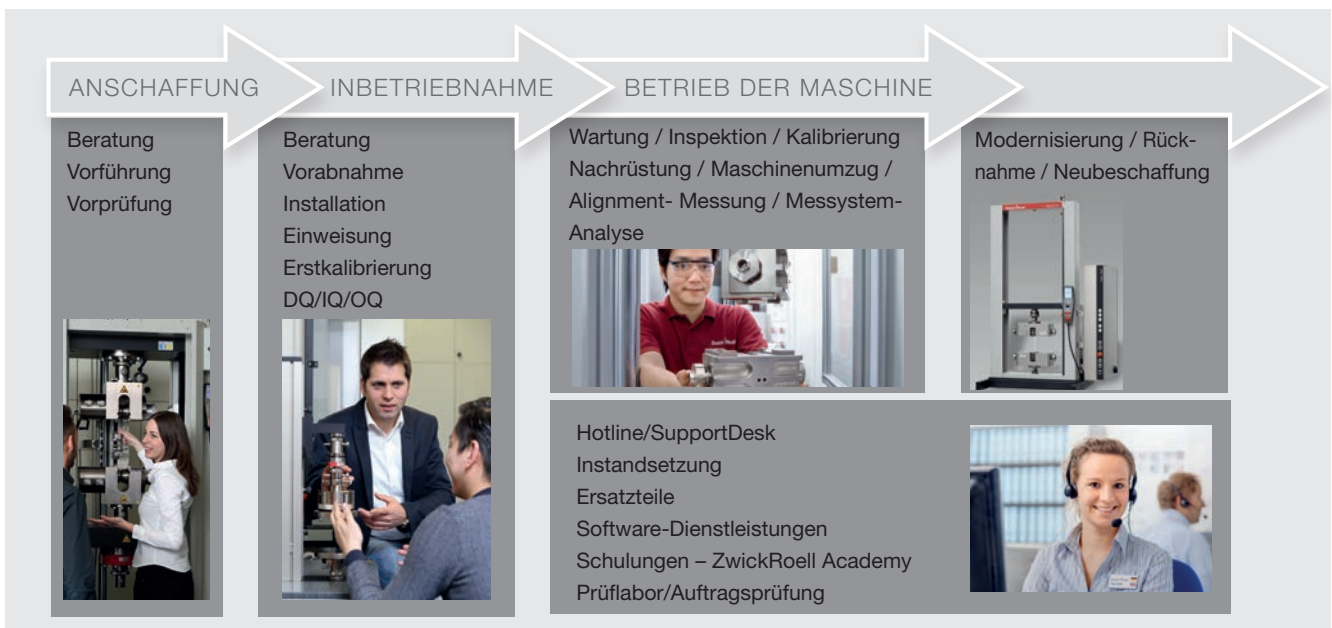 ANSCHAFFUNG
INBETRIEBNAHME
BETRIEB DER MASCHINE
Beratung
Vorführung
Vorprüfung
Beratung
Vorabnahme
Installation
Einweisung
Erstkalibrierung
DQ/IQ/OQ
Wartung / Inspektion / Kalibrierung
Nachrüstung / Maschinenumzug /
Alignment- Messung / Messystem-
Analyse
Modernisierung / Rück-
nahme / Neubeschaffung
Hotline/SupportDesk
Instandsetzung
Ersatzteile
Software-Dienstleistungen
Schulungen – ZwickRoell Academy
Prüflabor/Auftragsprüfung